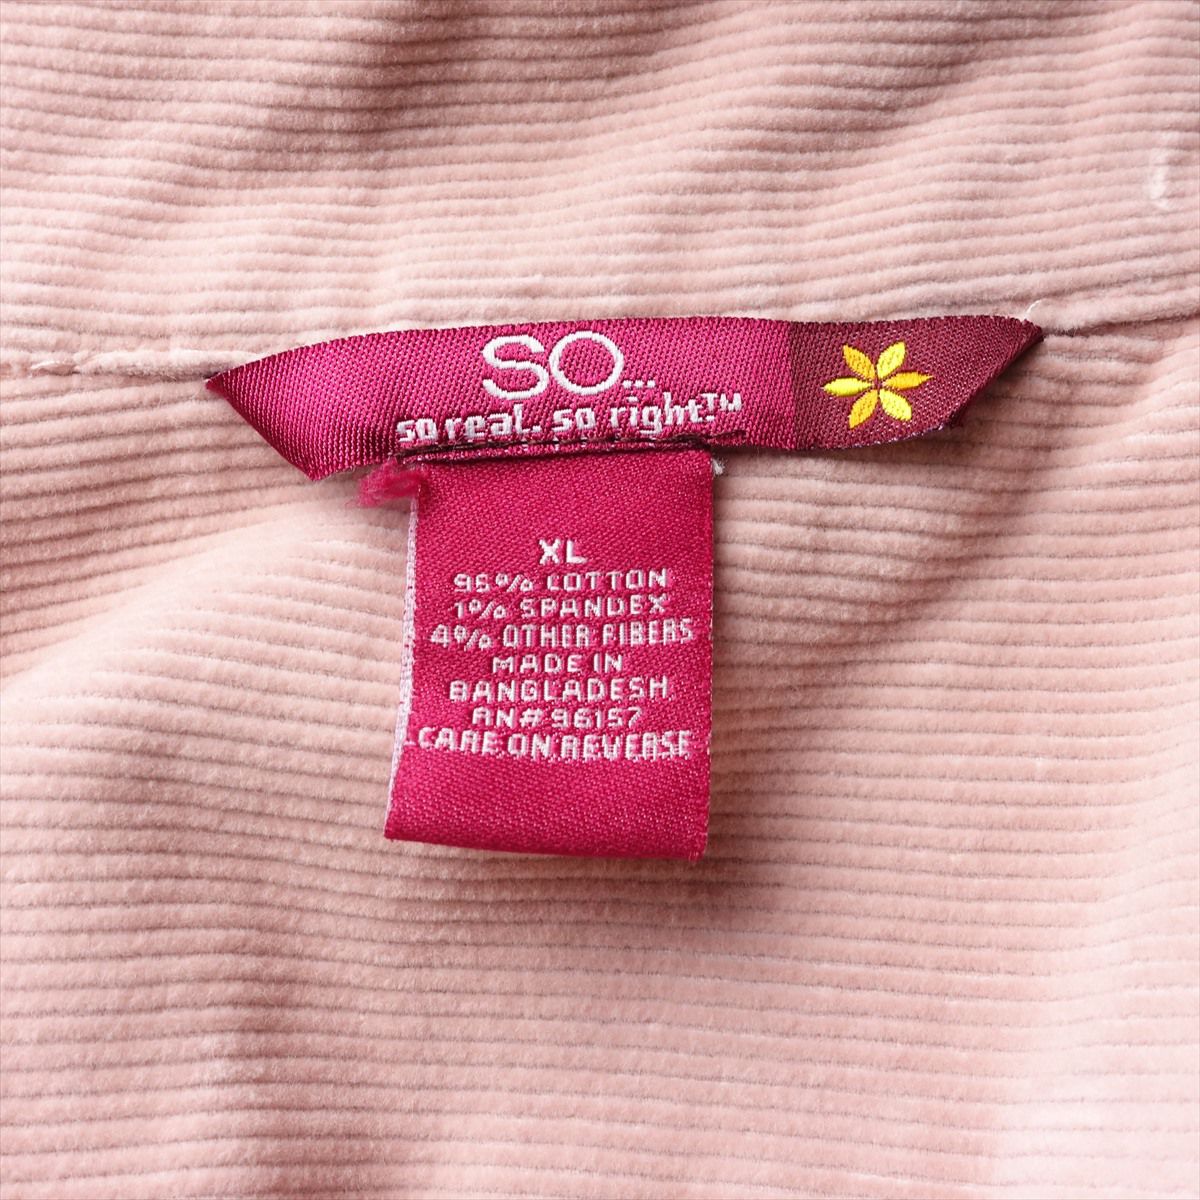 SO...
so real. so right!™
XL
95% COTTON
1% SPANDEX
4% OTHER FIBERS
MADE IN
BANGLADESH
RN# 96157
CARE ON REVERSE